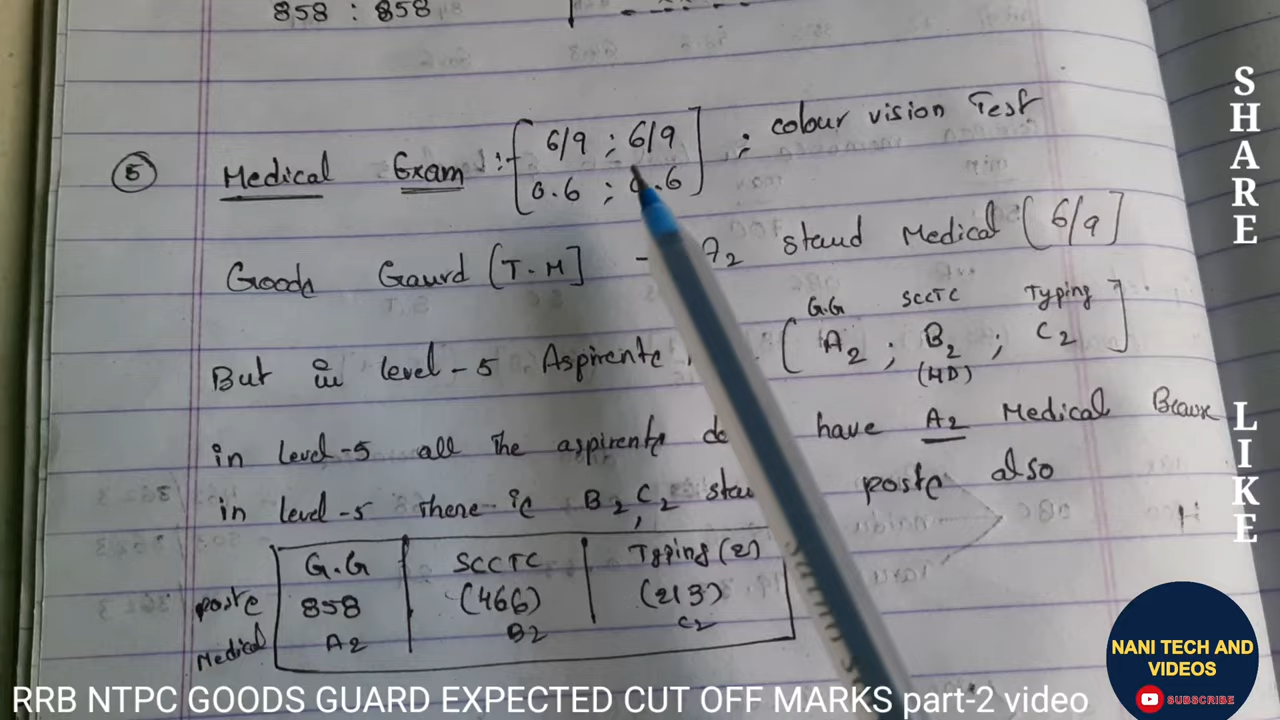 858 : 858
⑤ Medical Exam :- [6/9 ; 6/9] ; colour vision Test
[0.6 ; 0.6]
Goods Gaurd [T.M] - A2 stand Medical [6/9]
G.G SCCTC Typing
But in level-5 Aspirents [A2 ; B2 ; C2]
(HD)
in level-5 all the aspirents have A2 Medical
in level-5 there is B2, C2 posts also
G.G SCCTC Typing (2)
posts 858 (466) (213)
Medical A2 B2 C2
SHARE
LIKE
NANI TECH AND
VIDEOS
SUBSCRIBE
RRB NTPC GOODS GUARD EXPECTED CUT OFF MARKS part-2 video